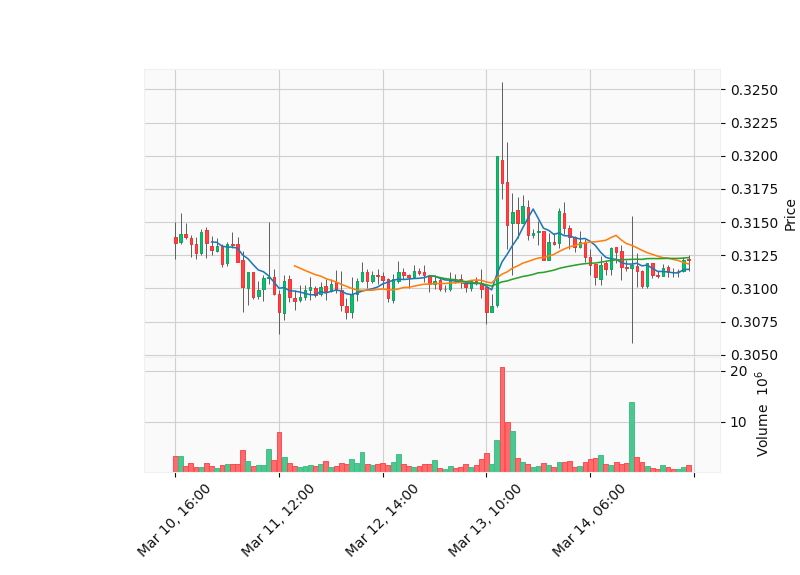 0.3250
0.3225
0.3200
0.3175
0.3150
0.3125
0.3100
0.3075
0.3050
Price
20
10
Volume 10^6
Mar 10, 16:00
Mar 11, 12:00
Mar 12, 14:00
Mar 13, 10:00
Mar 14, 06:00